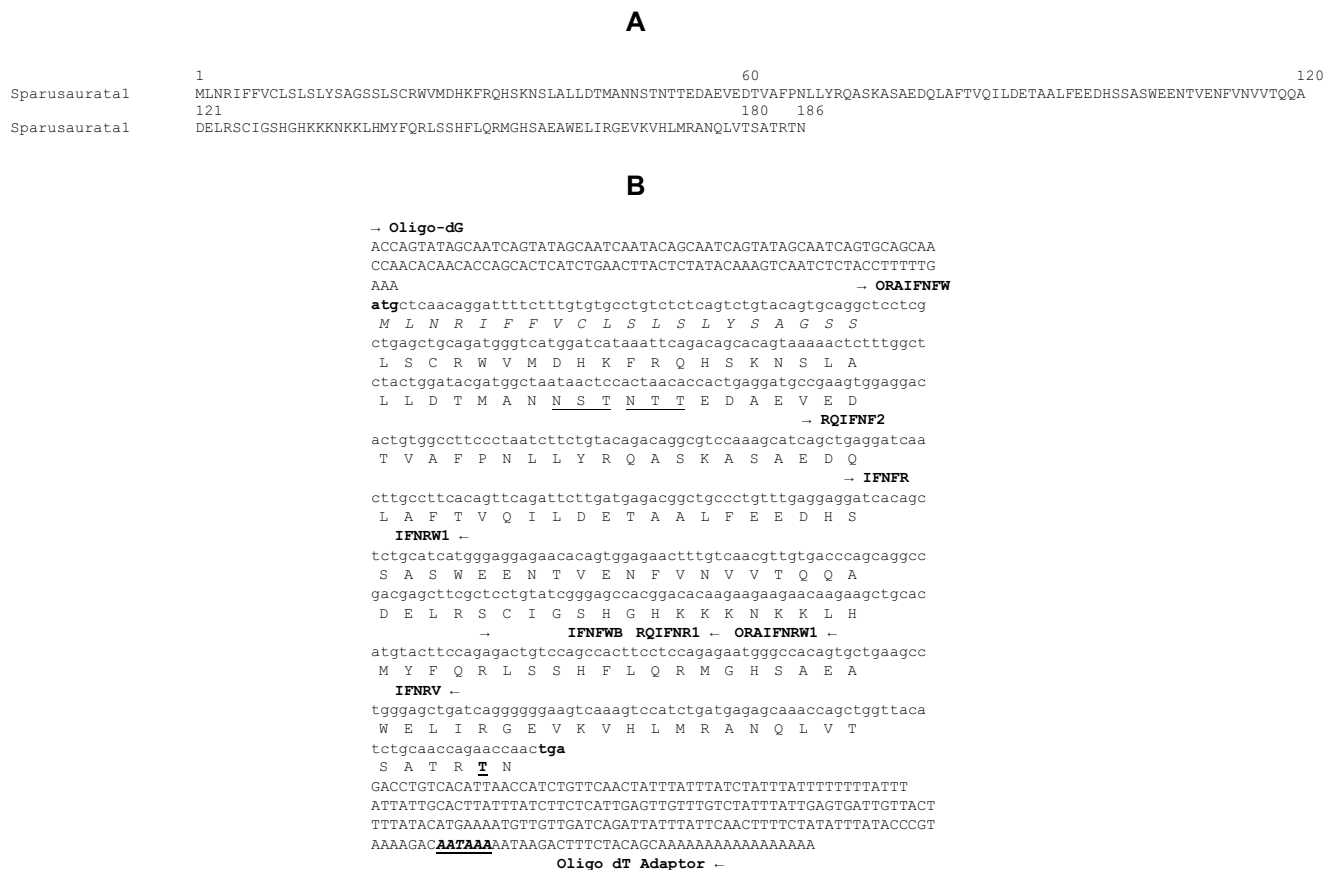 A
1 60 120
Sparusaurata1 MLNRIFFVCLSLSLYSAGSSLSCRWVMDHKFRQHSKNSLALLDTMANNSTNTTEDAEVEDTVAFPNLLYRQASKASAEDQLAFTVQILDETAALFEEDHSSASWEENTVENFVNVVTQQA
121 180 186
Sparusaurata1 DELRSCIGSHGHKKKNKKLHMYFQRLSSHFLQRMGHSAEAWELIRGEVKVHLMRANQLVTSATRTN
B
→ Oligo-dG
ACCAGTATAGCAATCAGTATAGCAATCAATACAGCAATCAGTATAGCAATCAGTGCAGCAA
CCAACACAACACCAGCACTCATCTGAACTTACTCTATACAAAGTCAATCTCTACCTTTTTG
AAA → ORAIFNFW
atgctcaacaggattttctttgtgtgcctgtctctcagtctgtacagtgcaggctcctcg
M L N R I F F V C L S L S L Y S A G S S
ctgagctgcagatgggtcatggatcataaattcagacagcacagtaaaaactctttggct
L S C R W V M D H K F R Q H S K N S L A
ctactggatacgatggctaataactccactaacaccactgaggatgccgaagtggaggac
L L D T M A N N S T N T T E D A E V E D
→ RQIFNF2
actgtggccttccctaatcttctgtacagacaggcgtccaaagcatcagctgaggatcaa
T V A F P N L L Y R Q A S K A S A E D Q
→ IFNFR
cttgccttcacagttcagattcttgatgagacggctgccctgtttgaggaggatcacagc
L A F T V Q I L D E T A A L F E E D H S
IFNRW1 ←
tctgcatcatgggaggagaacacagtggagaactttgtcaacgttgtgacccagcaggcc
S A S W E E N T V E N F V N V V T Q Q A
gacgagcttcgctcctgtatcgggagccacggacacaagaagaagaacaagaagctgcac
D E L R S C I G S H G H K K K N K K L H
→ IFNFWB RQIFNR1 ← ORAIFNRW1 ←
atgtacttccagagactgtccagccacttcctccagagaatgggccacagtgctgaagcc
M Y F Q R L S S H F L Q R M G H S A E A
IFNRV ←
tgggagctgatcagggggggaagtcaaagtccatctgatgagagcaaaccagctggttaca
W E L I R G E V K V H L M R A N Q L V T
tctgcaaccagaaccaactga
S A T R T N
GACCTGTCACATTAACCATCTGTTCAACTATTTATTTATCTATTTATTTTTTTTATTT
ATTATTGCACTTATTTATCTTCTCATTGAGTTGTTTGTCTATTTATTGAGTGATTGTTACT
TTTATACATGAAAATGTTGTTGATCAGATTATTTATTCAACTTTTCTATATTTATACCCGT
AAAAGACAATAAAAATAAGACTTTCTACAGCAAAAAAAAAAAAAAAAA
Oligo dT Adaptor ←